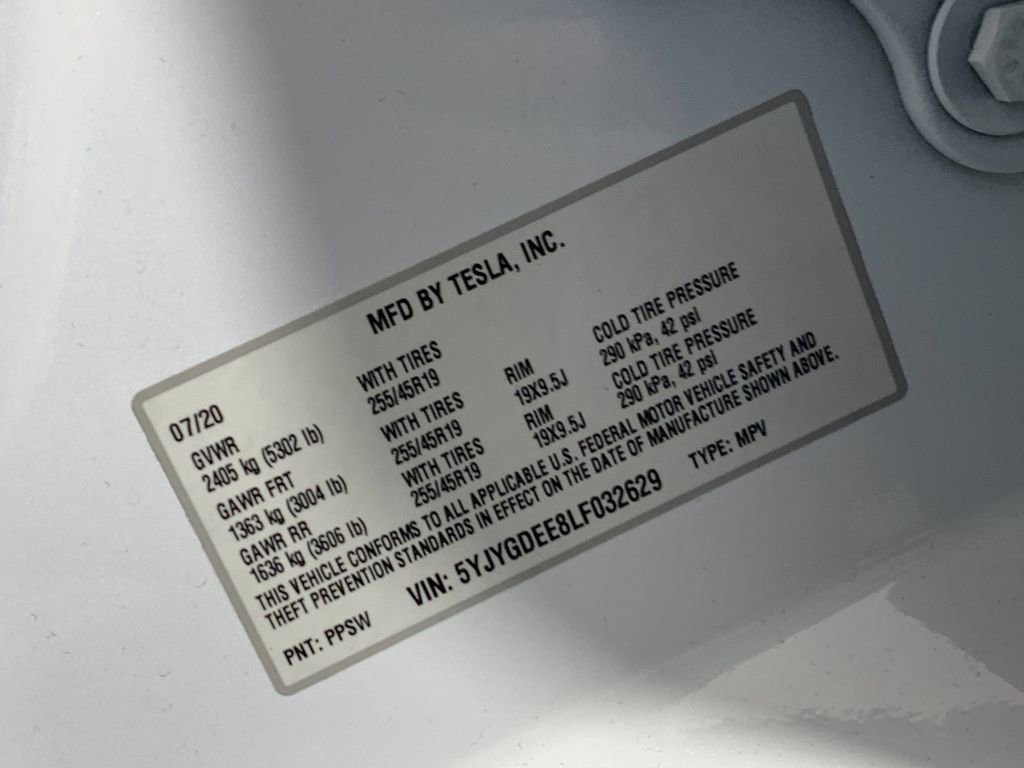 MFD BY TESLA, INC.
07/20
GVWR WITH TIRES
2405 kg (5302 lb) 255/45R19
GAWR FRT WITH TIRES RIM COLD TIRE PRESSURE
1363 kg (3004 lb) 255/45R19 19X9.5J 290 kPa, 42 psi
GAWR RR WITH TIRES RIM COLD TIRE PRESSURE
1636 kg (3606 lb) 255/45R19 19X9.5J 290 kPa, 42 psi
THIS VEHICLE CONFORMS TO ALL APPLICABLE U.S. FEDERAL MOTOR VEHICLE SAFETY AND
THEFT PREVENTION STANDARDS IN EFFECT ON THE DATE OF MANUFACTURE SHOWN ABOVE.
PNT: PPSW VIN: 5YJYGDEE8LF032629 TYPE: MPV